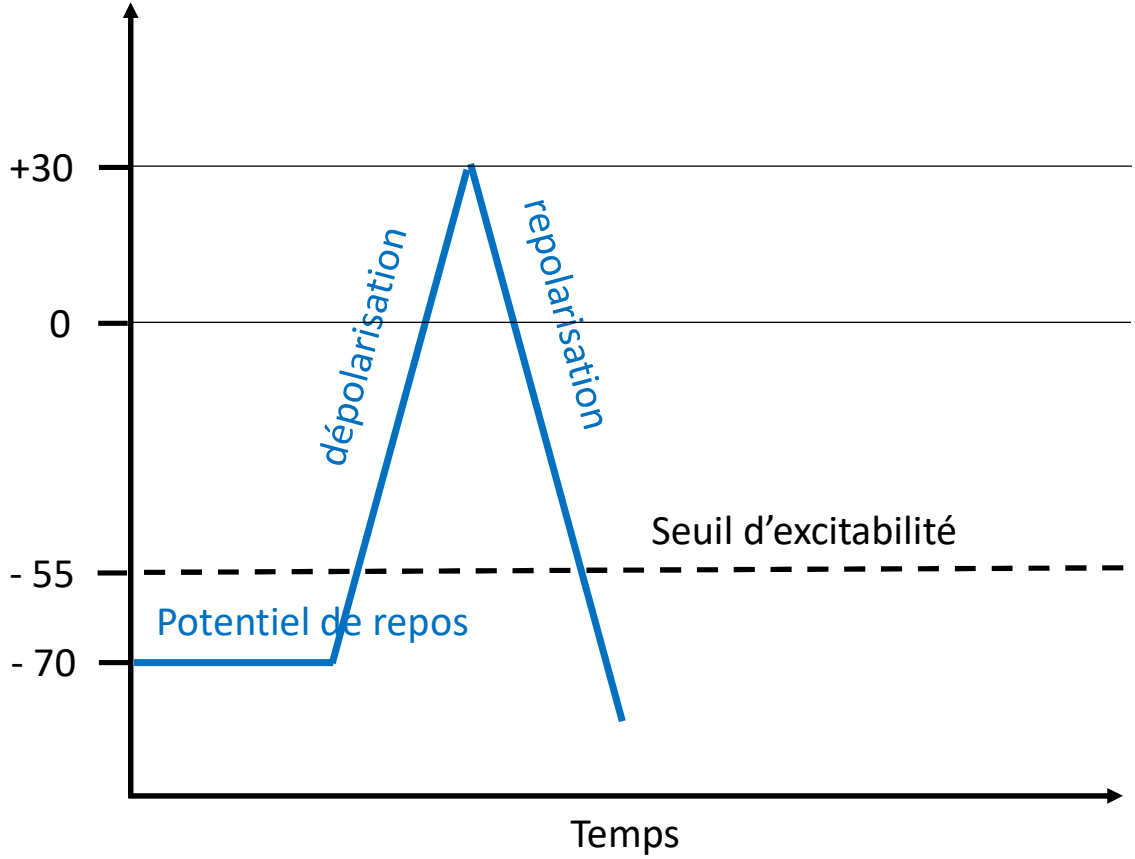 +30
dépolarisation
repolarisation
0
Seuil d’excitabilité
- 55
Potentiel de repos
- 70
Temps